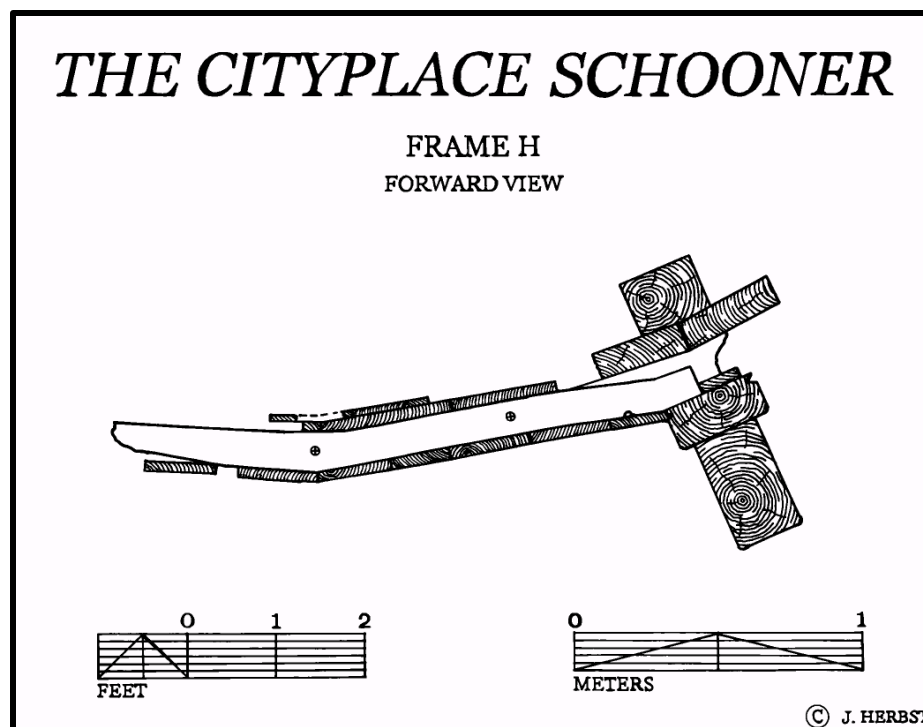 THE CITYPLACE SCHOONER
FRAME H
FORWARD VIEW
0 1 2
FEET
0 1
METERS
© J. HERBST